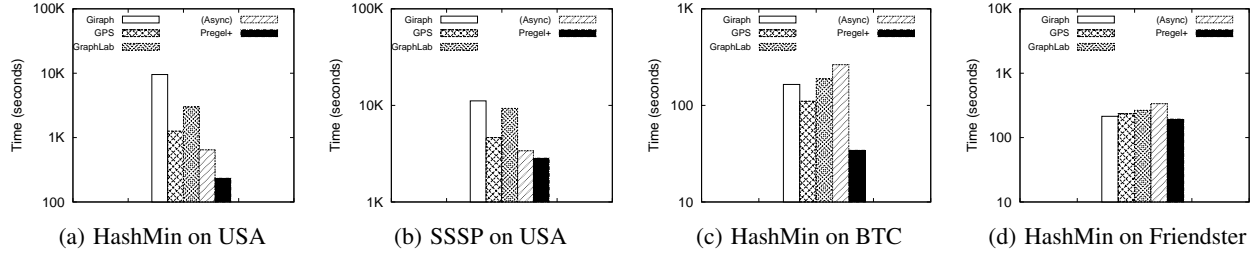 100K
10K
1K
100
Time (seconds)
Giraph
GPS
GraphLab
(Async)
Pregel+
(a) HashMin on USA
100K
10K
1K
Time (seconds)
Giraph
GPS
GraphLab
(Async)
Pregel+
(b) SSSP on USA
1K
100
10
Time (seconds)
Giraph
GPS
GraphLab
(Async)
Pregel+
(c) HashMin on BTC
10K
1K
100
10
Time (seconds)
Giraph
GPS
GraphLab
(Async)
Pregel+
(d) HashMin on Friendster